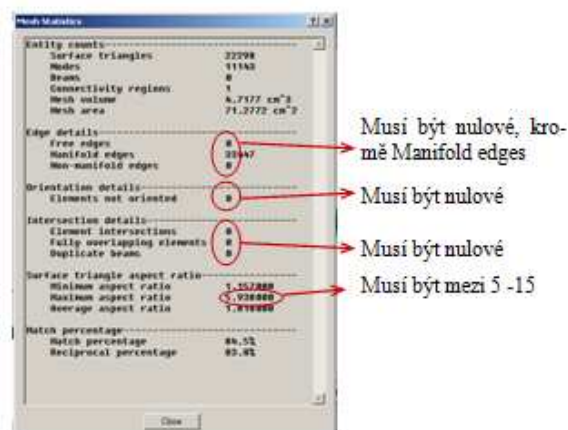 Mesh Statistics
Entity counts
Surface triangles 22298
Nodes 11143
Beams 0
Connectivity regions 1
Mesh volume 4.7177 cm^3
Mesh area 71.2772 cm^2
Edge details
Free edges 0
Manifold edges
Non-manifold edges 0
Orientation details
Elements not oriented 0
Intersection details
Element intersections 0
Fully overlapping elements 0
Duplicate beams 0
Surface triangle aspect ratio
Minimum aspect ratio
Maximum aspect ratio
Average aspect ratio
Match percentage
Match percentage 84.5%
Reciprocal percentage 83.8%
Close
Musí být nulové, kro-
mě Manifold edges
Musí být nulové
Musí být nulové
Musí být mezi 5 -15